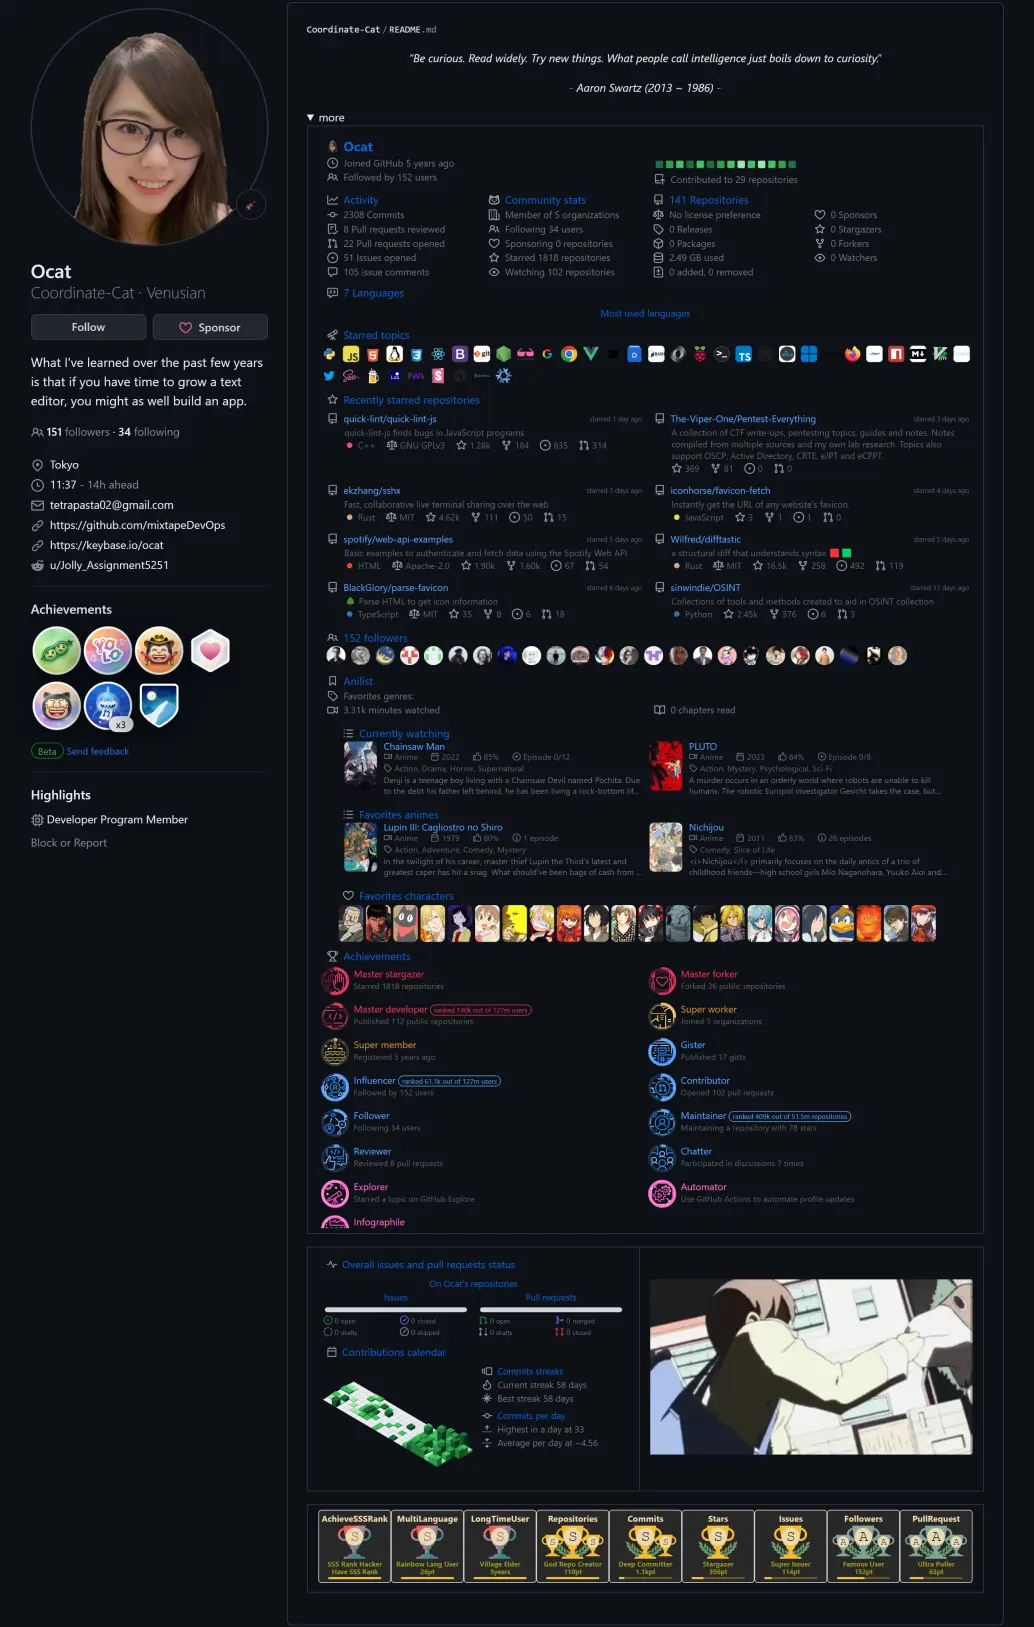 Coordinate-Cat / README.md
"Be curious. Read widely. Try new things. What people call intelligence just boils down to curiosity."
- Aaron Swartz (2013 ~ 1986) -
▼ more
Ocat
Coordinate-Cat · Venusian
Follow
Sponsor
What I've learned over the past few years
is that if you have time to grow a text
editor, you might as well build an app.
151 followers · 34 following
Tokyo
11:37 - 14h ahead
tetrapasta02@gmail.com
https://github.com/mixtapeDevOps
https://keybase.io/ocat
u/Jolly_Assignment5251
Achievements
YOLO
x3
Beta Send feedback
Highlights
Developer Program Member
Block or Report
Ocat
Joined GitHub 5 years ago
Followed by 152 users
Contributed to 29 repositories
Activity
2308 Commits
8 Pull requests reviewed
22 Pull requests opened
51 Issues opened
105 issue comments
Community stats
Member of 5 organizations
Following 34 users
Sponsoring 0 repositories
Starred 1818 repositories
Watching 102 repositories
141 Repositories
No license preference
0 Releases
0 Packages
2.49 GB used
0 added, 0 removed
0 Sponsors
0 Stargazers
0 Forkers
0 Watchers
7 Languages
Most used languages
Starred topics
Recently starred repositories
quick-lint/quick-lint-js starred 1 day ago
quick-lint-js finds bugs in JavaScript programs
C++ GNU GPLv3 1.28k 184 835 314
The-Viper-One/Pentest-Everything starred 3 days ago
A collection of CTF write-ups, pentesting topics, guides and notes. Notes
compiled from multiple sources and my own lab research. Topics also
support OSCP, Active Directory, CRTE, eJPT and eCPPT.
369 81 0 0
ekzhang/sshx starred 3 days ago
Fast, collaborative live terminal sharing over the web
Rust MIT 4.62k 111 50 15
iconhorse/favicon-fetch starred 4 days ago
Instantly get the URL of any website's favicon.
JavaScript 3 1 1 0
spotify/web-api-examples starred 5 days ago
Basic examples to authenticate and fetch data using the Spotify Web API
HTML Apache-2.0 1.90k 1.60k 67 54
Wilfred/difftastic starred 5 days ago
a structural diff that understands syntax
Rust MIT 16.5k 258 492 119
BlackGlory/parse-favicon starred 6 days ago
Parse HTML to get icon information
TypeScript MIT 35 8 6 18
sinwindie/OSINT starred 13 days ago
Collections of tools and methods created to aid in OSINT collection
Python 2.45k 376 6 3
152 followers
Anilist
Favorites genres:
3.31k minutes watched
0 chapters read
Currently watching
Chainsaw Man
Anime 2022 85% Episode 0/12
Action, Drama, Horror, Supernatural
Denji is a teenage boy living with a Chainsaw Devil named Pochita. Due
to the debt his father left behind, he has been living a rock-bottom lif...
PLUTO
Anime 2023 84% Episode 0/8
Action, Mystery, Psychological, Sci-Fi
A murder occurs in an orderly world where robots are unable to kill
humans. The robotic Europol investigator Gesicht takes the case, but...
Favorites animes
Lupin III: Cagliostro no Shiro
Anime 1979 80% 1 episode
Action, Adventure, Comedy, Mystery
In the twilight of his career, master thief Lupin the Third's latest and
greatest caper has hit a snag. What should've been bags of cash from ...
Nichijou
Anime 2011 83% 26 episodes
Comedy, Slice of Life
<i>Nichijou</i> primarily focuses on the daily antics of a trio of
childhood friends—high school girls Mio Naganohara, Yuuko Aioi and...
Favorites characters
Achievements
Master stargazer
Starred 1818 repositories
Master forker
Forked 36 public repositories
Master developer ranked 140k out of 127m users
Published 112 public repositories
Super worker
Joined 5 organizations
Super member
Registered 5 years ago
Gister
Published 17 gists
Influencer ranked 61.1k out of 127m users
Followed by 152 users
Contributor
Opened 102 pull requests
Follower
Following 34 users
Maintainer ranked 409k out of 51.5m repositories
Maintaining a repository with 78 stars
Reviewer
Reviewed 8 pull requests
Chatter
Participated in discussions 7 times
Explorer
Starred a topic on GitHub Explore
Automator
Use GitHub Actions to automate profile updates
Infographile
Overall issues and pull requests status
On Ocat's repositories
Issues
Pull requests
0 open 0 closed
0 drafts 0 skipped
0 open 0 merged
0 drafts 0 closed
Contributions calendar
Commits streaks
Current streak 58 days
Best streak 58 days
Commits per day
Highest in a day at 33
Average per day at ~4.56
AchieveSSSRank
S
SSS Rank Hacker
Have SSS Rank
MultiLanguage
S
Rainbow Lang User
26pt
LongTimeUser
S
Village Elder
5years
Repositories
S S S
God Repo Creator
110pt
Commits
S S
Deep Committer
1.1kpt
Stars
S
Stargazer
306pt
Issues
S
Super Issuer
114pt
Followers
A A A
Famous User
152pt
PullRequest
A A A
Ultra Puller
63pt